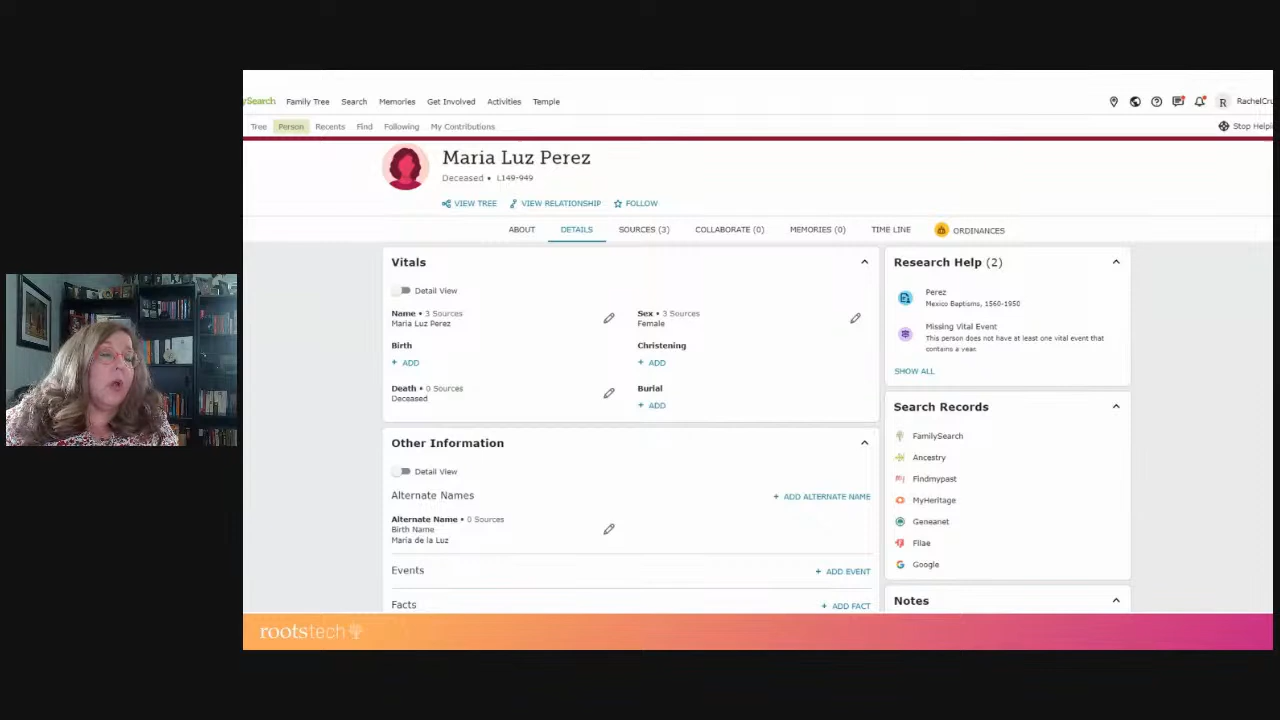 ySearch Family Tree Search Memories Get Involved Activities Temple RachelCru
Tree Person Recents Find Following My Contributions Stop Helpi
Maria Luz Perez
Deceased • L149-949
VIEW TREE VIEW RELATIONSHIP FOLLOW
ABOUT DETAILS SOURCES (3) COLLABORATE (0) MEMORIES (0) TIME LINE ORDINANCES
Vitals
Detail View
Name • 3 Sources
Maria Luz Perez
Sex • 3 Sources
Female
Birth
+ ADD
Christening
+ ADD
Death • 0 Sources
Deceased
Burial
+ ADD
Other Information
Detail View
Alternate Names
+ ADD ALTERNATE NAME
Alternate Name • 0 Sources
Birth Name
María de la Luz
Events
+ ADD EVENT
Facts
+ ADD FACT
Research Help (2)
Perez
Mexico Baptisms, 1560-1950
Missing Vital Event
This person does not have at least one vital event that
contains a year.
SHOW ALL
Search Records
FamilySearch
Ancestry
Findmypast
MyHeritage
Geneanet
Filae
Google
Notes
rootstech